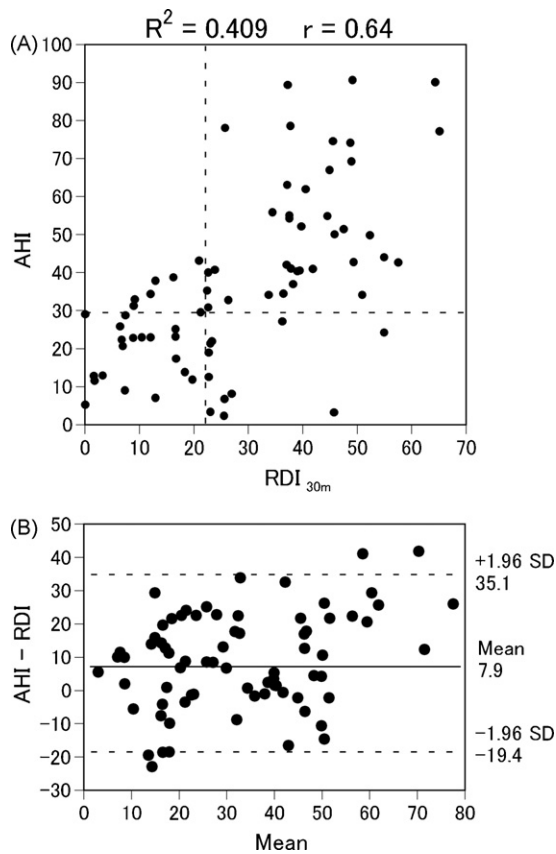 R² = 0.409 r = 0.64
(A)
100
90
80
70
60
50
40
30
20
10
0
AHI
0 10 20 30 40 50 60 70
RDI 30m
(B)
50
40
30
20
10
0
−10
−20
−30
AHI − RDI
+1.96 SD
35.1
Mean
7.9
−1.96 SD
−19.4
0 10 20 30 40 50 60 70 80
Mean